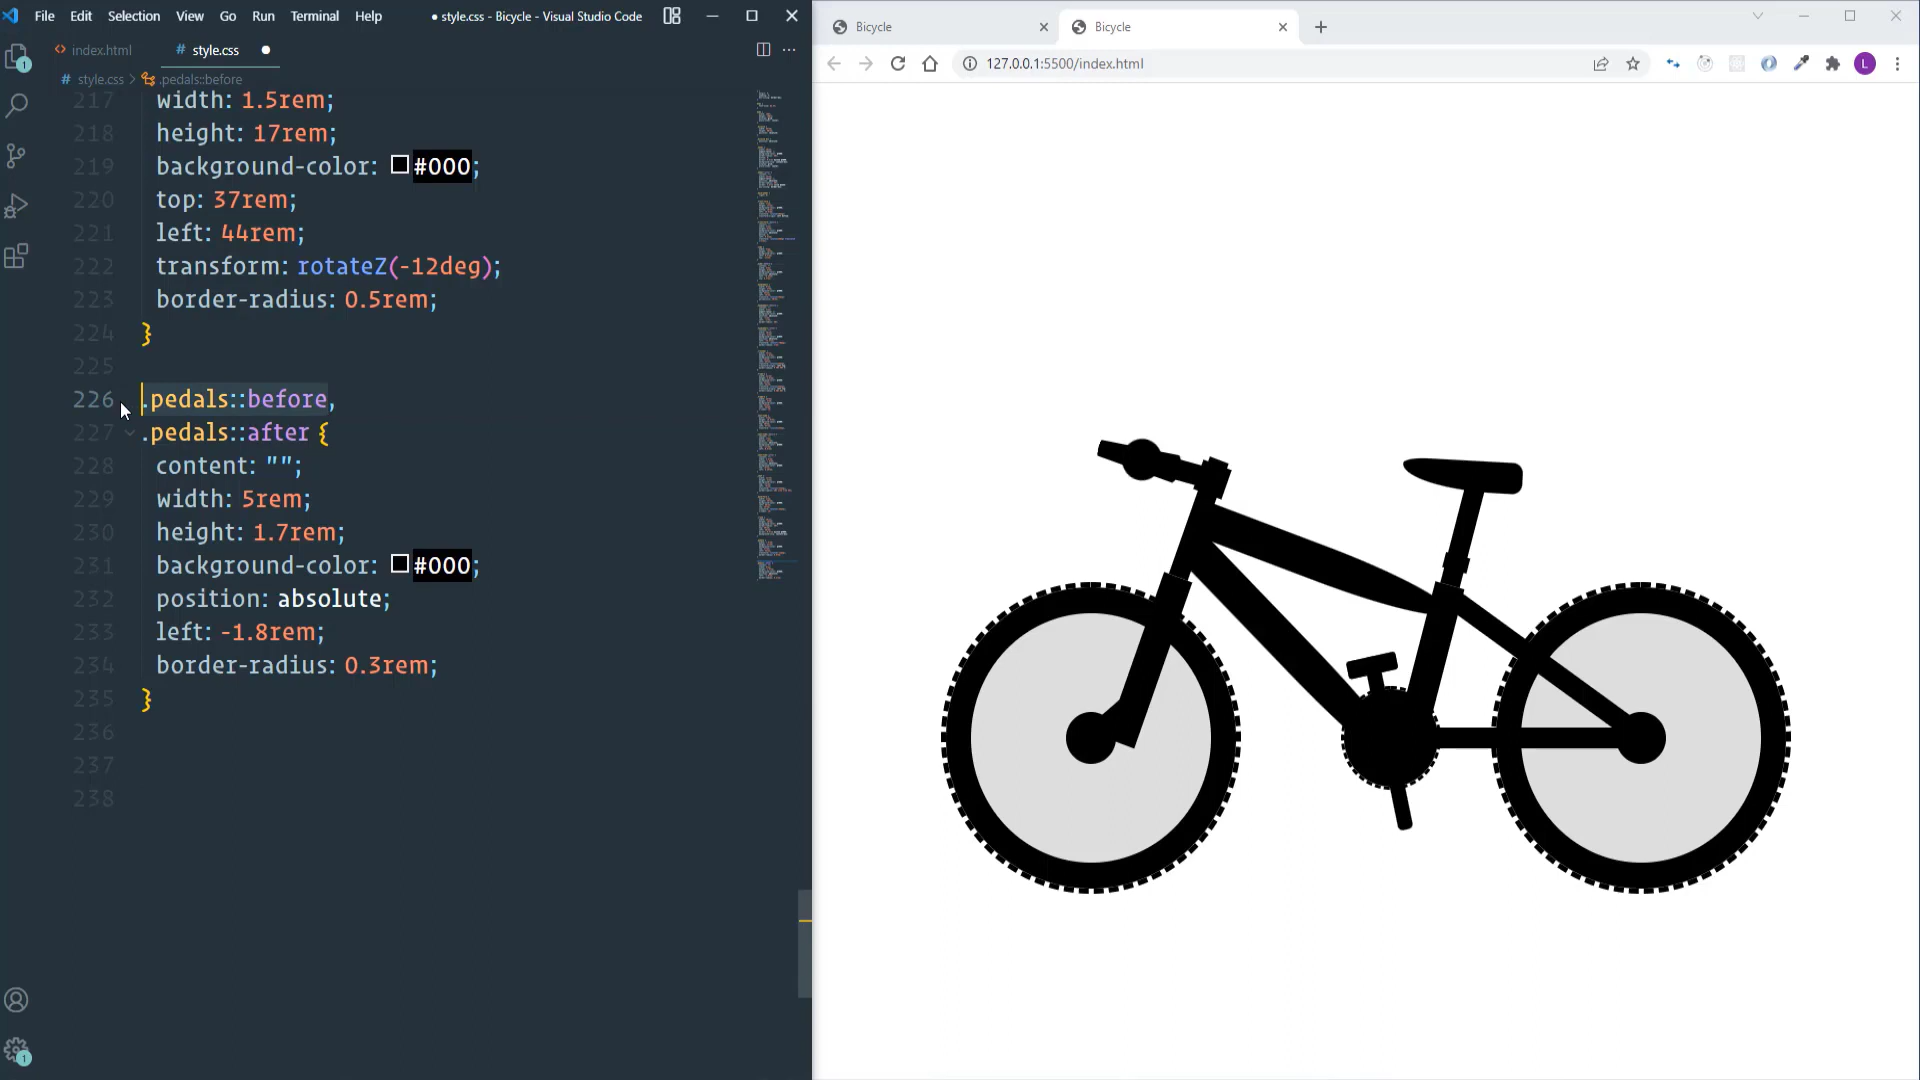 File Edit Selection View Go Run Terminal Help ● style.css - Bicycle - Visual Studio Code
index.html # style.css
# style.css > .pedals::before
217 width: 1.5rem;
218 height: 17rem;
219 background-color: #000;
220 top: 37rem;
221 left: 44rem;
222 transform: rotateZ(-12deg);
223 border-radius: 0.5rem;
224 }
225
226 .pedals::before,
227 .pedals::after {
228 content: "";
229 width: 5rem;
230 height: 1.7rem;
231 background-color: #000;
232 position: absolute;
233 left: -1.8rem;
234 border-radius: 0.3rem;
235 }
236
237
238
1
1
Bicycle
Bicycle
127.0.0.1:5500/index.html
L